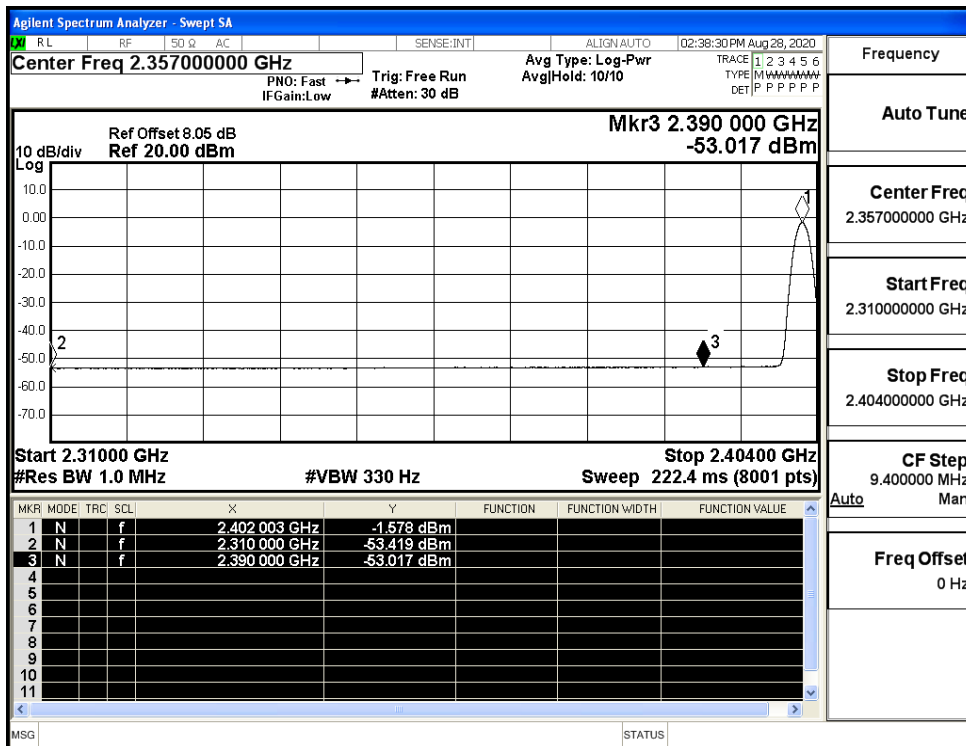 Agilent Spectrum Analyzer - Swept SA
LXI RL RF 50 Ω AC SENSE:INT ALIGN AUTO 02:38:30 PM Aug 28, 2020
Center Freq 2.357000000 GHz
PNO: Fast
IFGain:Low
Trig: Free Run
#Atten: 30 dB
Avg Type: Log-Pwr
Avg|Hold: 10/10
TRACE 1 2 3 4 5 6
TYPE M W W W W W
DET P P P P P P
Mkr3 2.390 000 GHz
-53.017 dBm
Ref Offset 8.05 dB
10 dB/div Ref 20.00 dBm
Log
10.0
0.00
-10.0
-20.0
-30.0
-40.0
-50.0
-60.0
-70.0
1
2
3
Start 2.31000 GHz Stop 2.40400 GHz
#Res BW 1.0 MHz #VBW 330 Hz Sweep 222.4 ms (8001 pts)
MKR MODE TRC SCL X Y FUNCTION FUNCTION WIDTH FUNCTION VALUE
1 N f 2.402 003 GHz -1.578 dBm
2 N f 2.310 000 GHz -53.419 dBm
3 N f 2.390 000 GHz -53.017 dBm
4
5
6
7
8
9
10
11
MSG STATUS
Frequency
Auto Tune
Center Freq
2.357000000 GHz
Start Freq
2.310000000 GHz
Stop Freq
2.404000000 GHz
CF Step
9.400000 MHz
Auto Man
Freq Offset
0 Hz